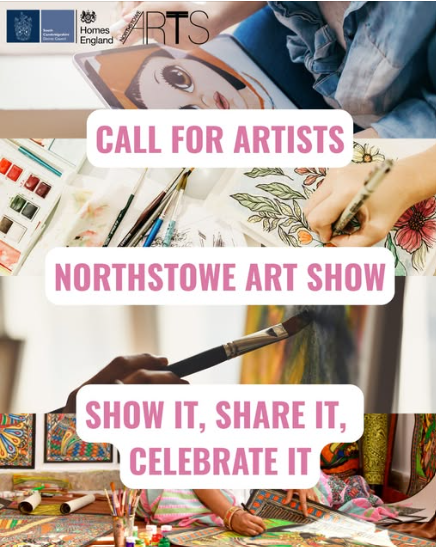 South
Cambridgeshire
District Council
Homes
England
NORTHSTOWE
ARTS
CALL FOR ARTISTS
NORTHSTOWE ART SHOW
SHOW IT, SHARE IT,
CELEBRATE IT